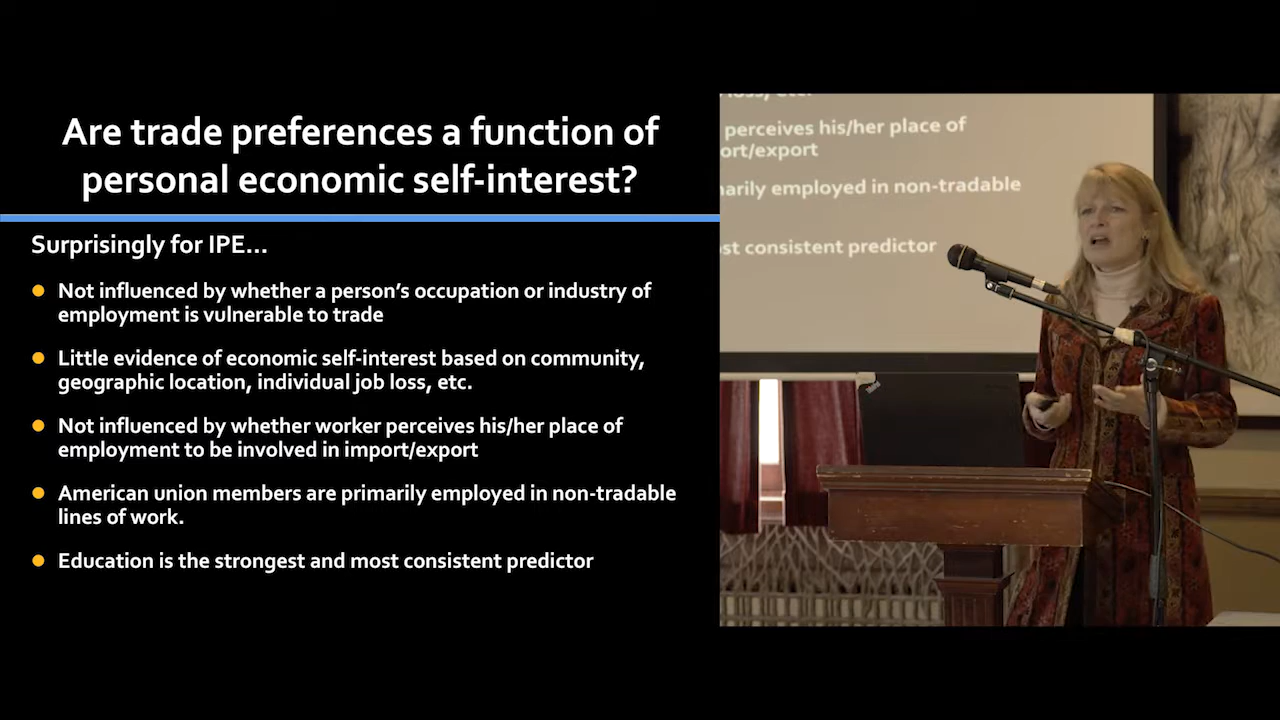 Are trade preferences a function of
personal economic self-interest?
Surprisingly for IPE...
Not influenced by whether a person's occupation or industry of
employment is vulnerable to trade
Little evidence of economic self-interest based on community,
geographic location, individual job loss, etc.
Not influenced by whether worker perceives his/her place of
employment to be involved in import/export
American union members are primarily employed in non-tradable
lines of work.
Education is the strongest and most consistent predictor
perceives his/her place of
ort/export
marily employed in non-tradable
st consistent predictor